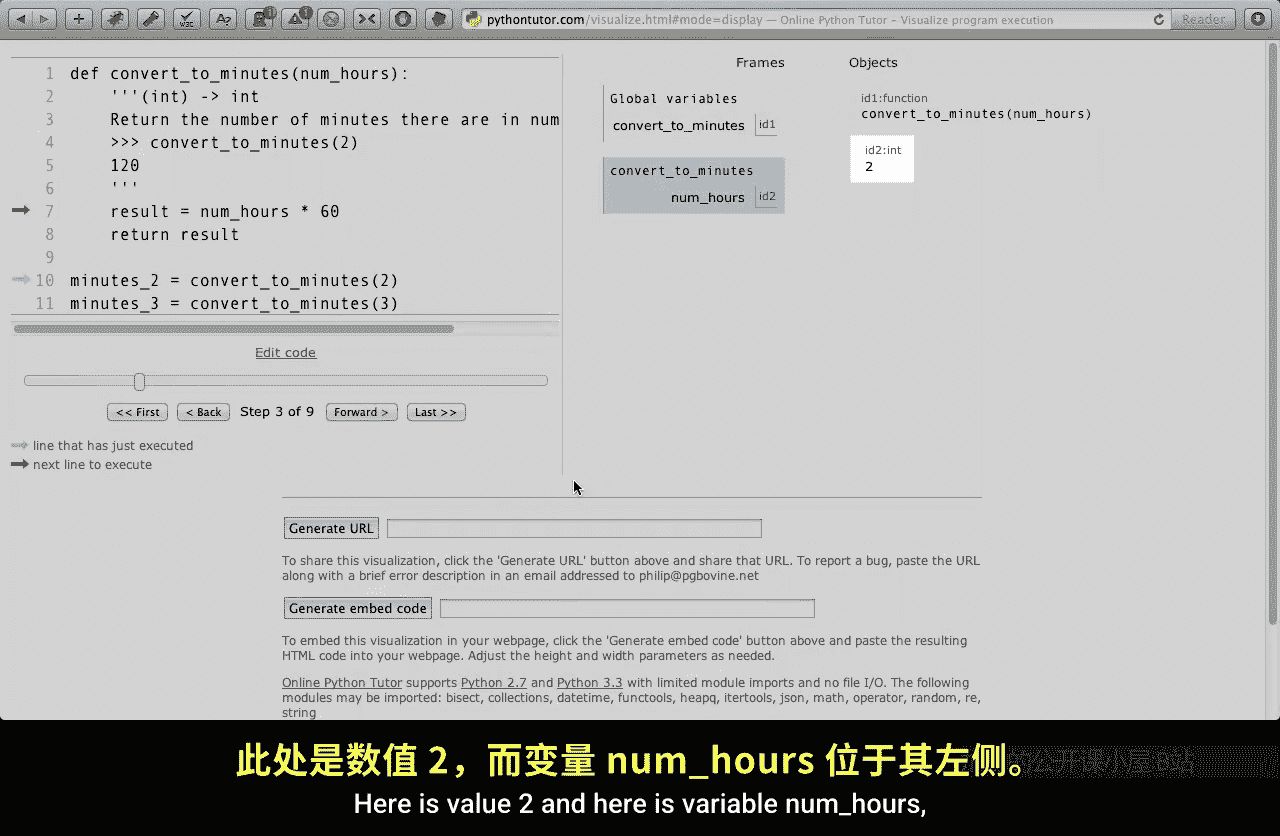 pythontutor.com/visualize.html#mode=display — Online Python Tutor – Visualize program execution
Reader
1 def convert_to_minutes(num_hours):
2 '''(int) -> int
3 Return the number of minutes there are in num
4 >>> convert_to_minutes(2)
5 120
6 '''
7 result = num_hours * 60
8 return result
9
10 minutes_2 = convert_to_minutes(2)
11 minutes_3 = convert_to_minutes(3)
Edit code
<< First
< Back
Step 3 of 9
Forward >
Last >>
line that has just executed
next line to execute
Frames
Objects
Global variables
convert_to_minutes id1
convert_to_minutes
num_hours id2
id1:function
convert_to_minutes(num_hours)
id2:int
2
Generate URL
To share this visualization, click the 'Generate URL' button above and share that URL. To report a bug, paste the URL
along with a brief error description in an email addressed to philip@pgbovine.net
Generate embed code
To embed this visualization in your webpage, click the 'Generate embed code' button above and paste the resulting
HTML code into your webpage. Adjust the height and width parameters as needed.
Online Python Tutor supports Python 2.7 and Python 3.3 with limited module imports and no file I/O. The following
modules may be imported: bisect, collections, datetime, functools, heapq, itertools, json, math, operator, random, re,
string
此处是数值 2，而变量 num_hours 位于其左侧。
Here is value 2 and here is variable num_hours,